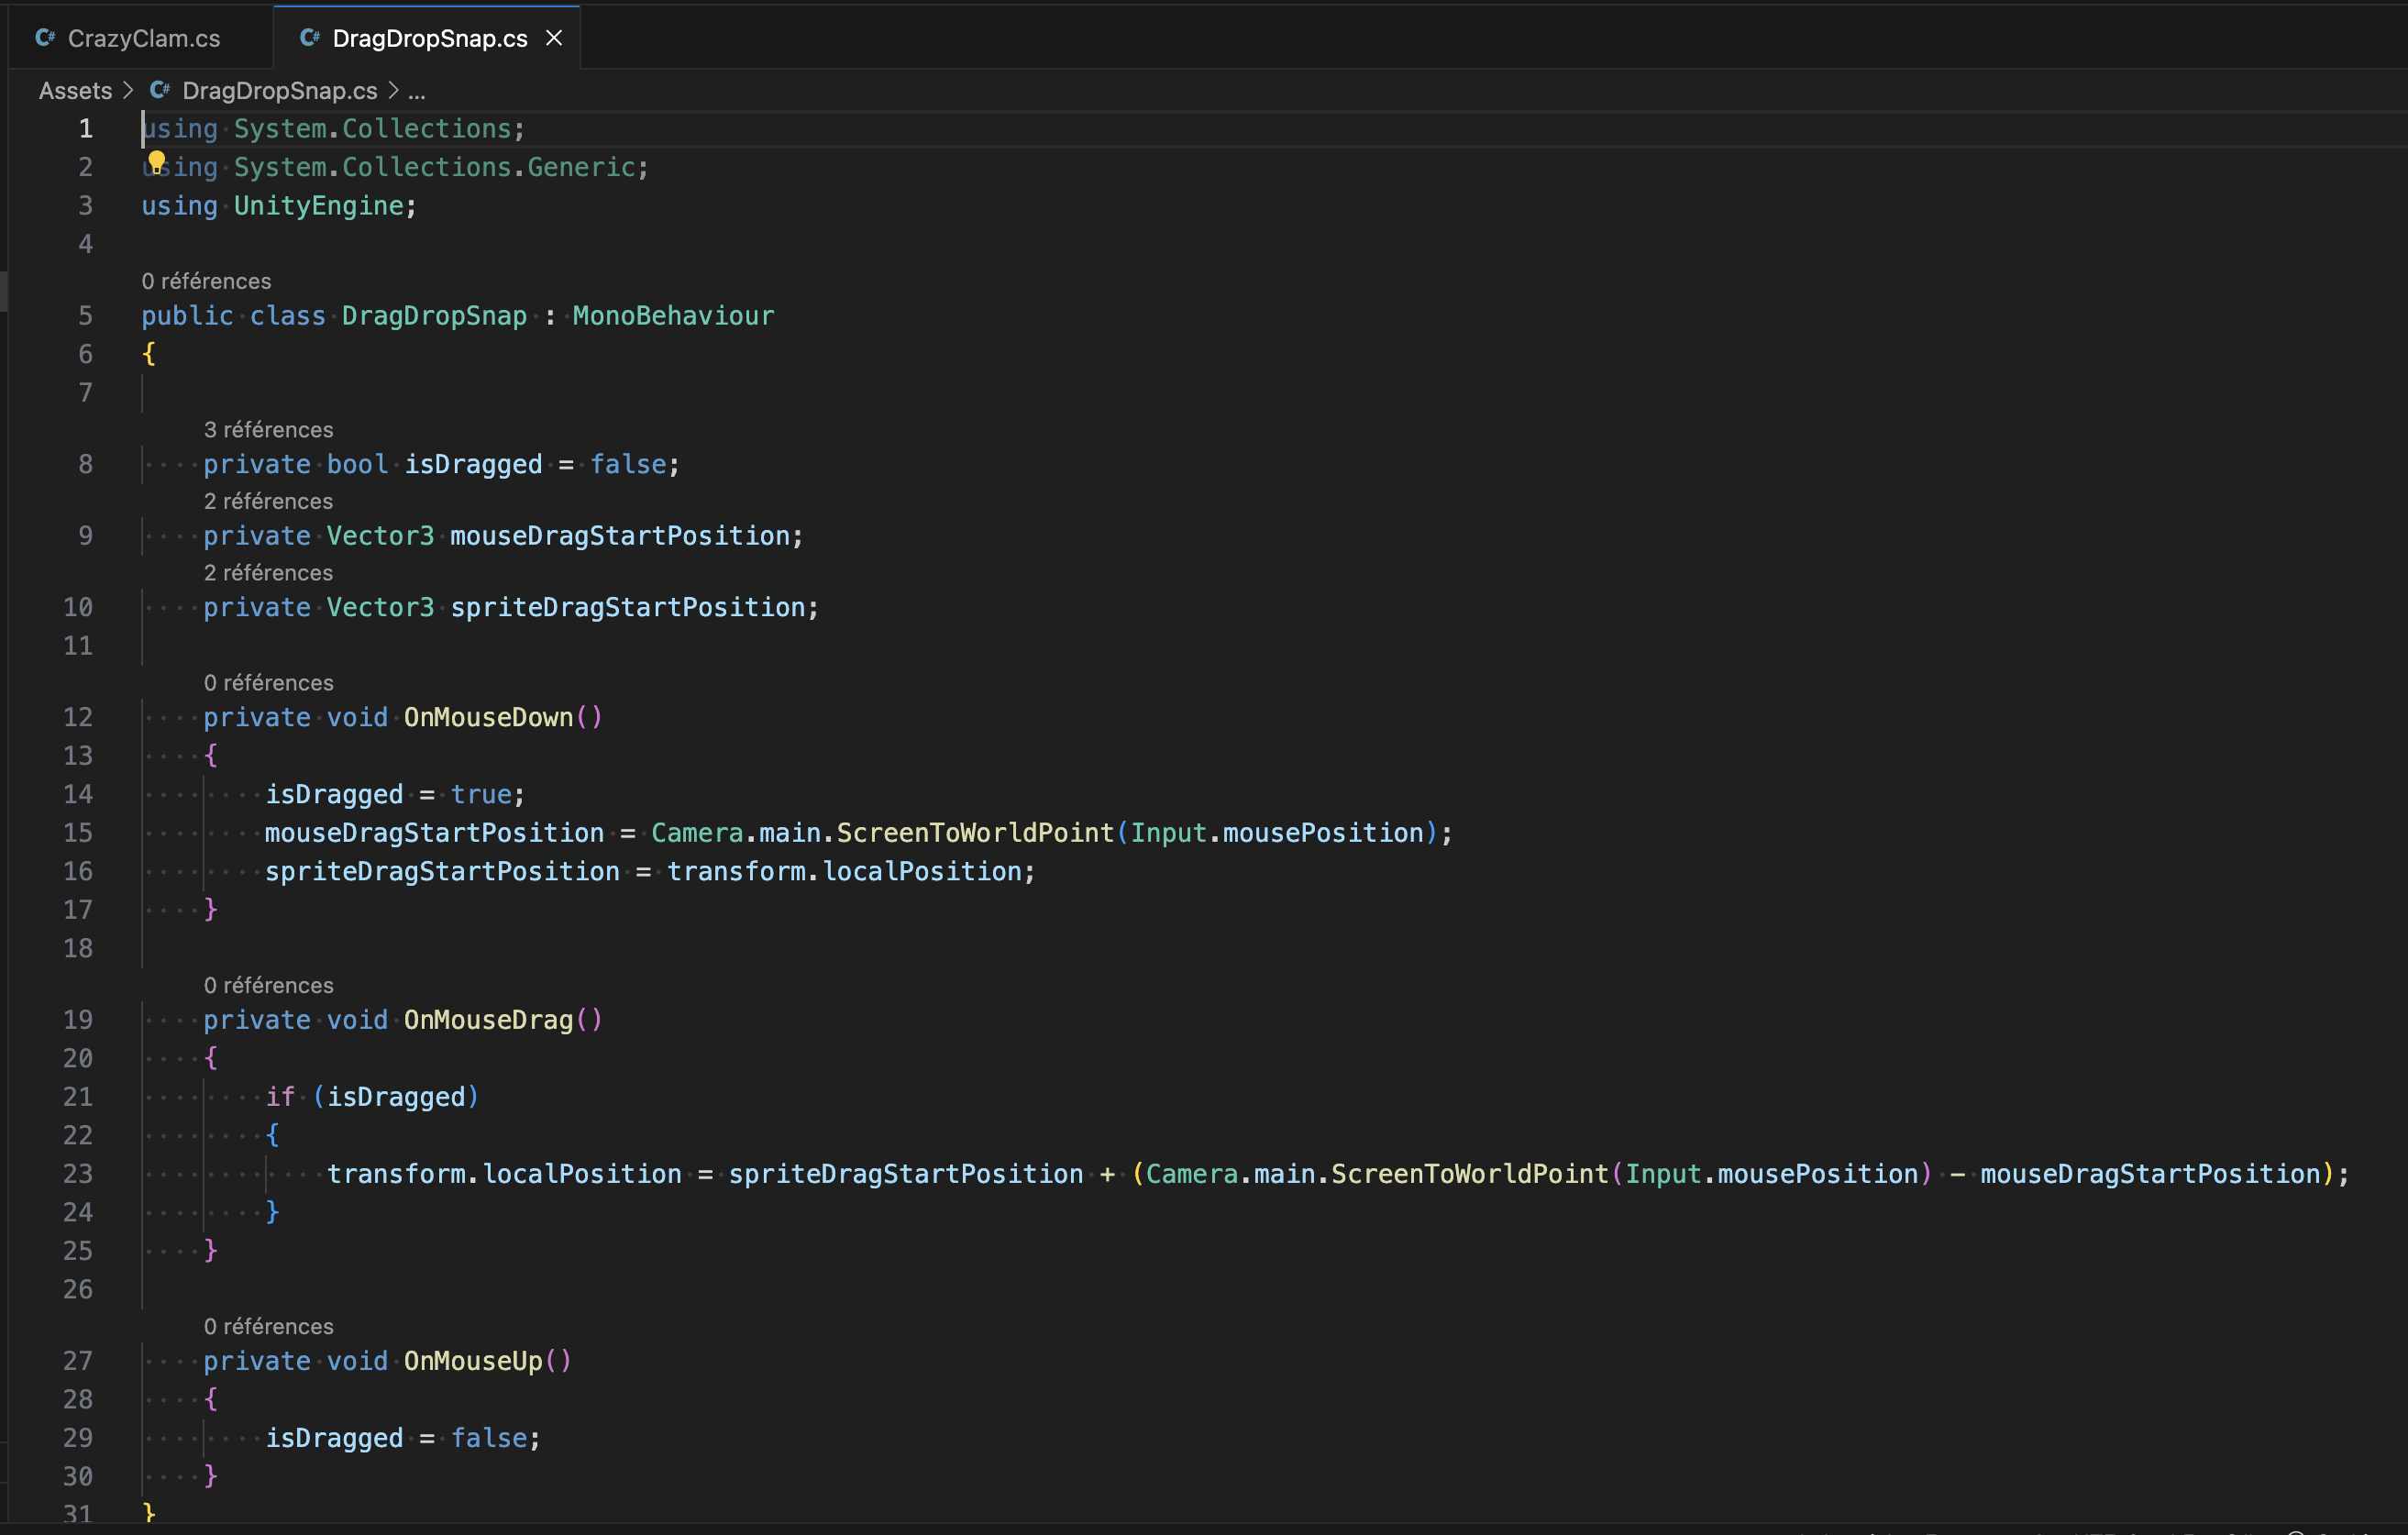 CrazyClam.cs DragDropSnap.cs
Assets > DragDropSnap.cs > ...
1 using System.Collections;
2 using System.Collections.Generic;
3 using UnityEngine;
4
0 références
5 public class DragDropSnap : MonoBehaviour
6 {
7
3 références
8 private bool isDragged = false;
2 références
9 private Vector3 mouseDragStartPosition;
2 références
10 private Vector3 spriteDragStartPosition;
11
0 références
12 private void OnMouseDown()
13 {
14 isDragged = true;
15 mouseDragStartPosition = Camera.main.ScreenToWorldPoint(Input.mousePosition);
16 spriteDragStartPosition = transform.localPosition;
17 }
18
0 références
19 private void OnMouseDrag()
20 {
21 if (isDragged)
22 {
23 transform.localPosition = spriteDragStartPosition + (Camera.main.ScreenToWorldPoint(Input.mousePosition) - mouseDragStartPosition);
24 }
25 }
26
0 références
27 private void OnMouseUp()
28 {
29 isDragged = false;
30 }
31 }